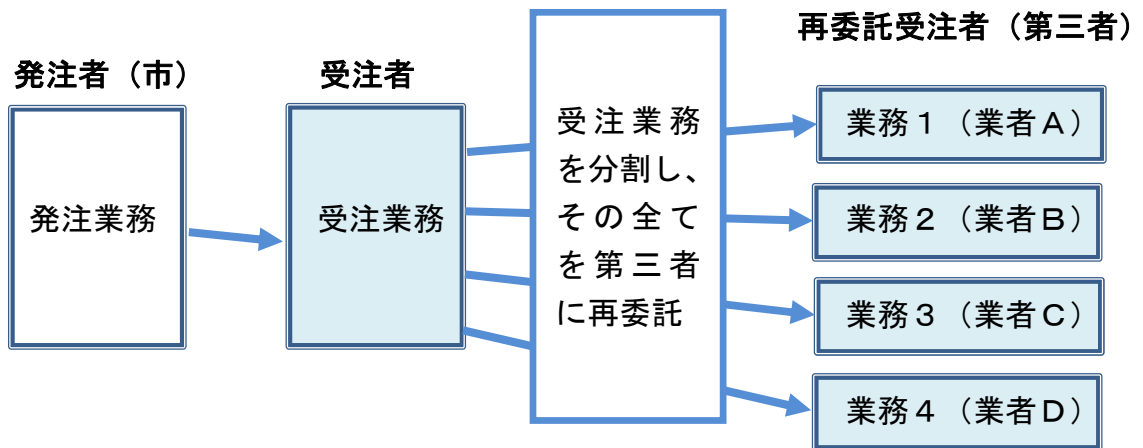 発注者(市)
発注業務
受注者
受注業務
受注業務
を分割し、
その全て
を第三者
に再委託
再委託受注者(第三者)
業務1(業者A)
業務2(業者B)
業務3(業者C)
業務4(業者D)